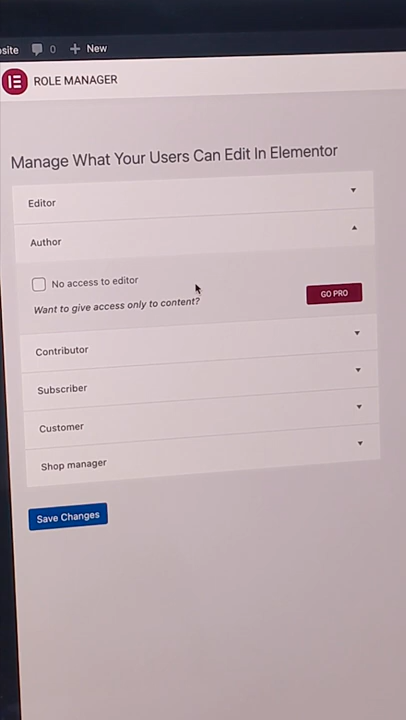 site 0 + New
ROLE MANAGER
Manage What Your Users Can Edit In Elementor
Editor
Author
No access to editor
Want to give access only to content?
GO PRO
Contributor
Subscriber
Customer
Shop manager
Save Changes